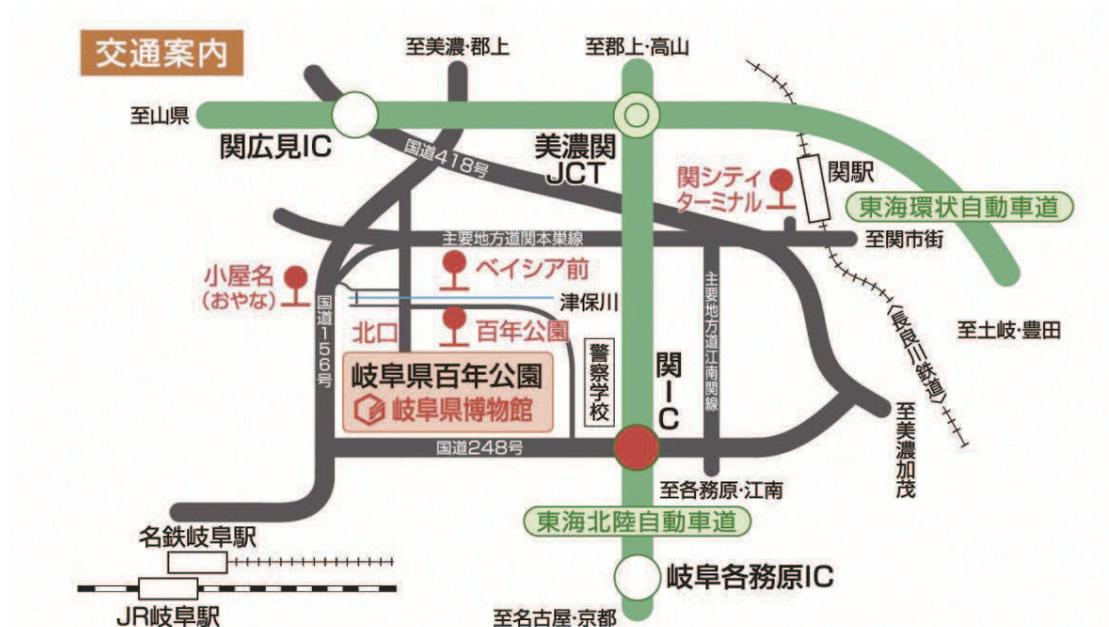 交通案内
至美濃・郡上
至郡上・高山
至山県
関広見IC
国道418号
美濃関
JCT
関シティ
ターミナル
関駅
東海環状自動車道
主要地方道関本巣線
至関市街
小屋名
(おやな)
ベイシア前
津保川
国道156号
北口
百年公園
主要地方道江南関線
〈長良川鉄道〉
至土岐・豊田
岐阜県百年公園
岐阜県博物館
警察学校
関IC
国道248号
至美濃加茂
至各務原・江南
東海北陸自動車道
名鉄岐阜駅
JR岐阜駅
岐阜各務原IC
至名古屋・京都